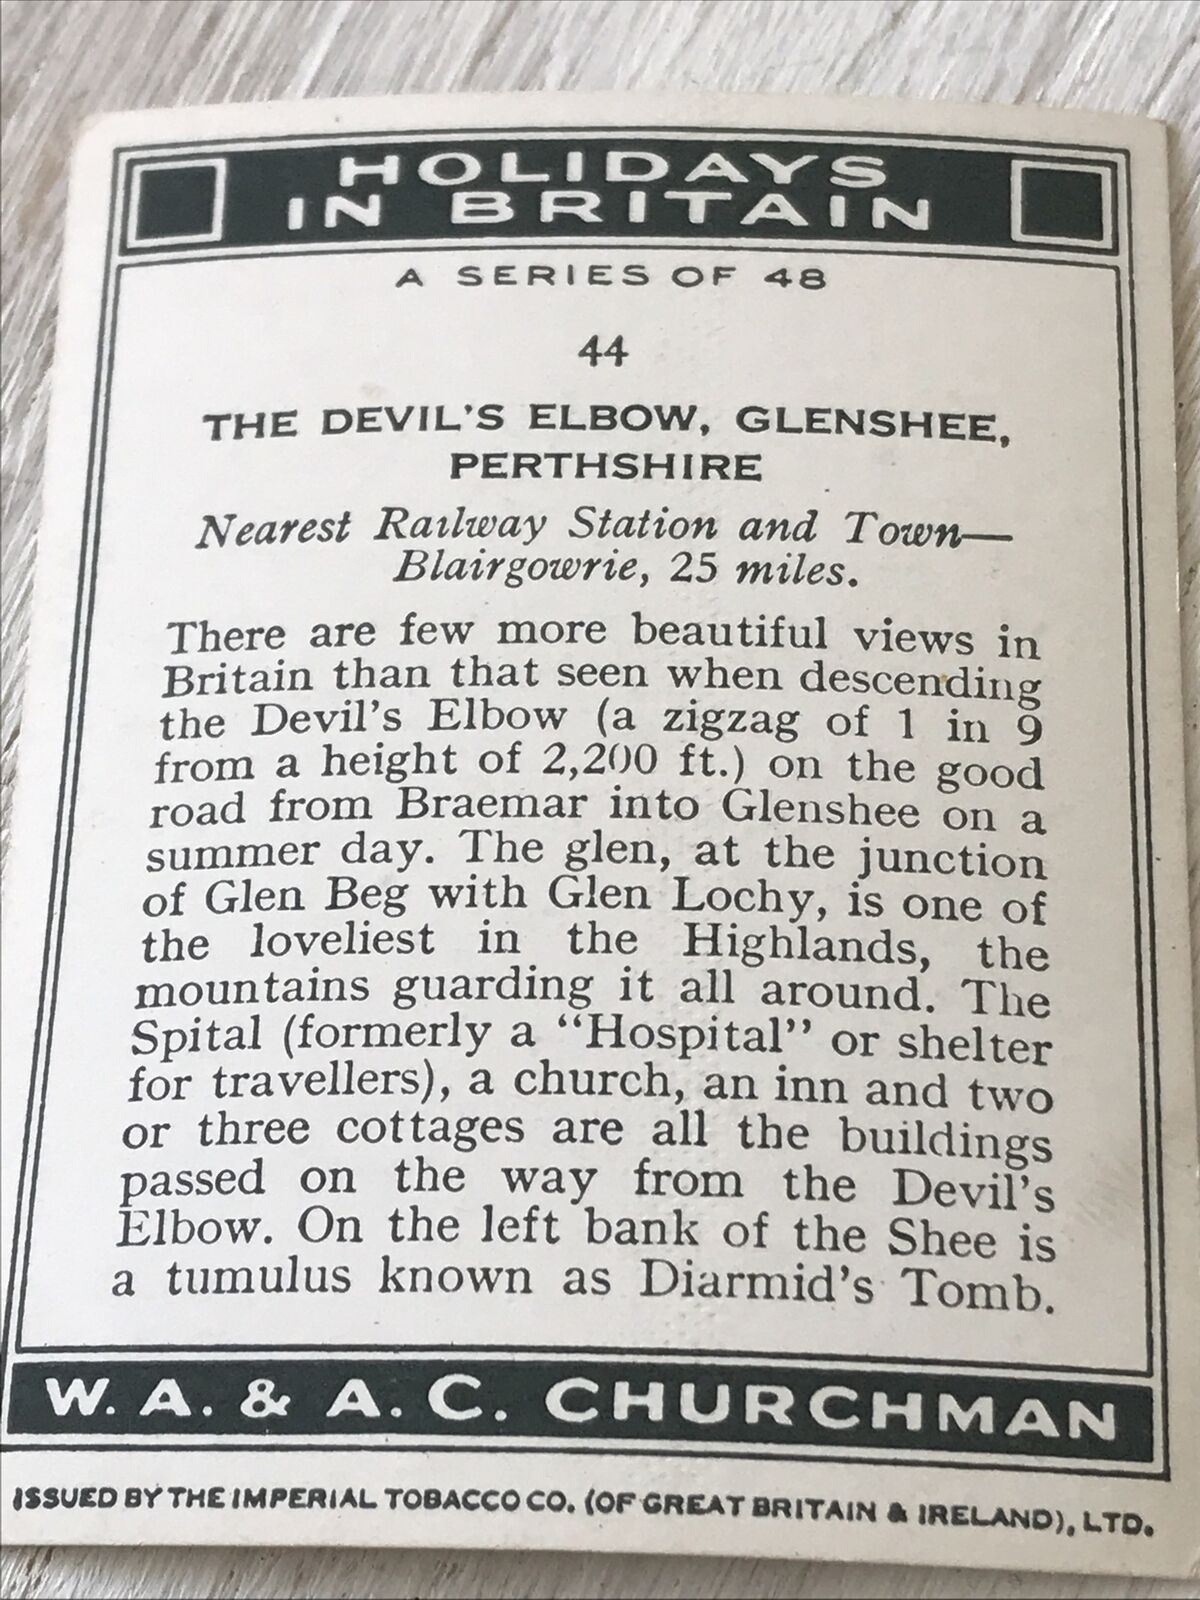 HOLIDAYS
IN BRITAIN
A SERIES OF 48
44
THE DEVIL'S ELBOW, GLENSHEE,
PERTHSHIRE
Nearest Railway Station and Town—
Blairgowrie, 25 miles.
There are few more beautiful views in
Britain than that seen when descending
the Devil's Elbow (a zigzag of 1 in 9
from a height of 2,200 ft.) on the good
road from Braemar into Glenshee on a
summer day. The glen, at the junction
of Glen Beg with Glen Lochy, is one of
the loveliest in the Highlands, the
mountains guarding it all around. The
Spital (formerly a "Hospital" or shelter
for travellers), a church, an inn and two
or three cottages are all the buildings
passed on the way from the Devil's
Elbow. On the left bank of the Shee is
a tumulus known as Diarmid's Tomb.
W. A. & A. C. CHURCHMAN
ISSUED BY THE IMPERIAL TOBACCO CO. (OF GREAT BRITAIN & IRELAND), LTD.